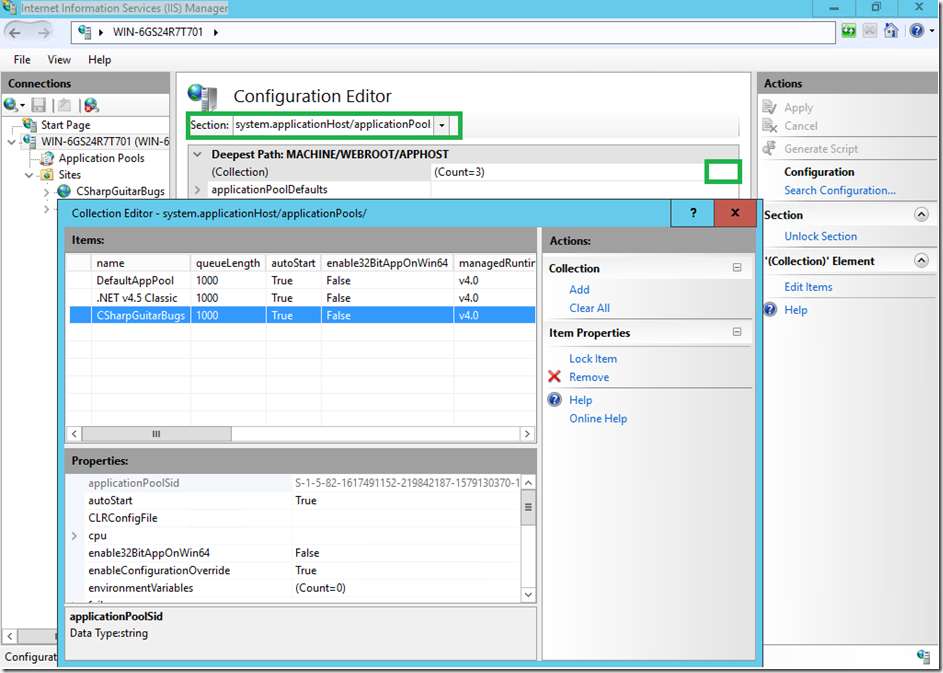 Internet Information Services (IIS) Manager
WIN-6GS24R7T701
File View Help
Connections
Start Page
WIN-6GS24R7T701 (WIN-6
Application Pools
Sites
CSharpGuitarBugs
Configuration Editor
Section: system.applicationHost/applicationPool
Deepest Path: MACHINE/WEBROOT/APPHOST
(Collection) (Count=3)
applicationPoolDefaults
Actions
Apply
Cancel
Generate Script
Configuration
Search Configuration...
Section
Unlock Section
'(Collection)' Element
Edit Items
Help
Collection Editor - system.applicationHost/applicationPools/
? x
Items:
name queueLength autoStart enable32BitAppOnWin64 managedRuntin
DefaultAppPool 1000 True False v4.0
.NET v4.5 Classic 1000 True False v4.0
CSharpGuitarBugs 1000 True False v4.0
Properties:
applicationPoolSid S-1-5-82-1617491152-219842187-1579130370-1
autoStart True
CLRConfigFile
cpu
enable32BitAppOnWin64 False
enableConfigurationOverride True
environmentVariables (Count=0)
applicationPoolSid
Data Type:string
Actions:
Collection
Add
Clear All
Item Properties
Lock Item
Remove
Help
Online Help
Configurat